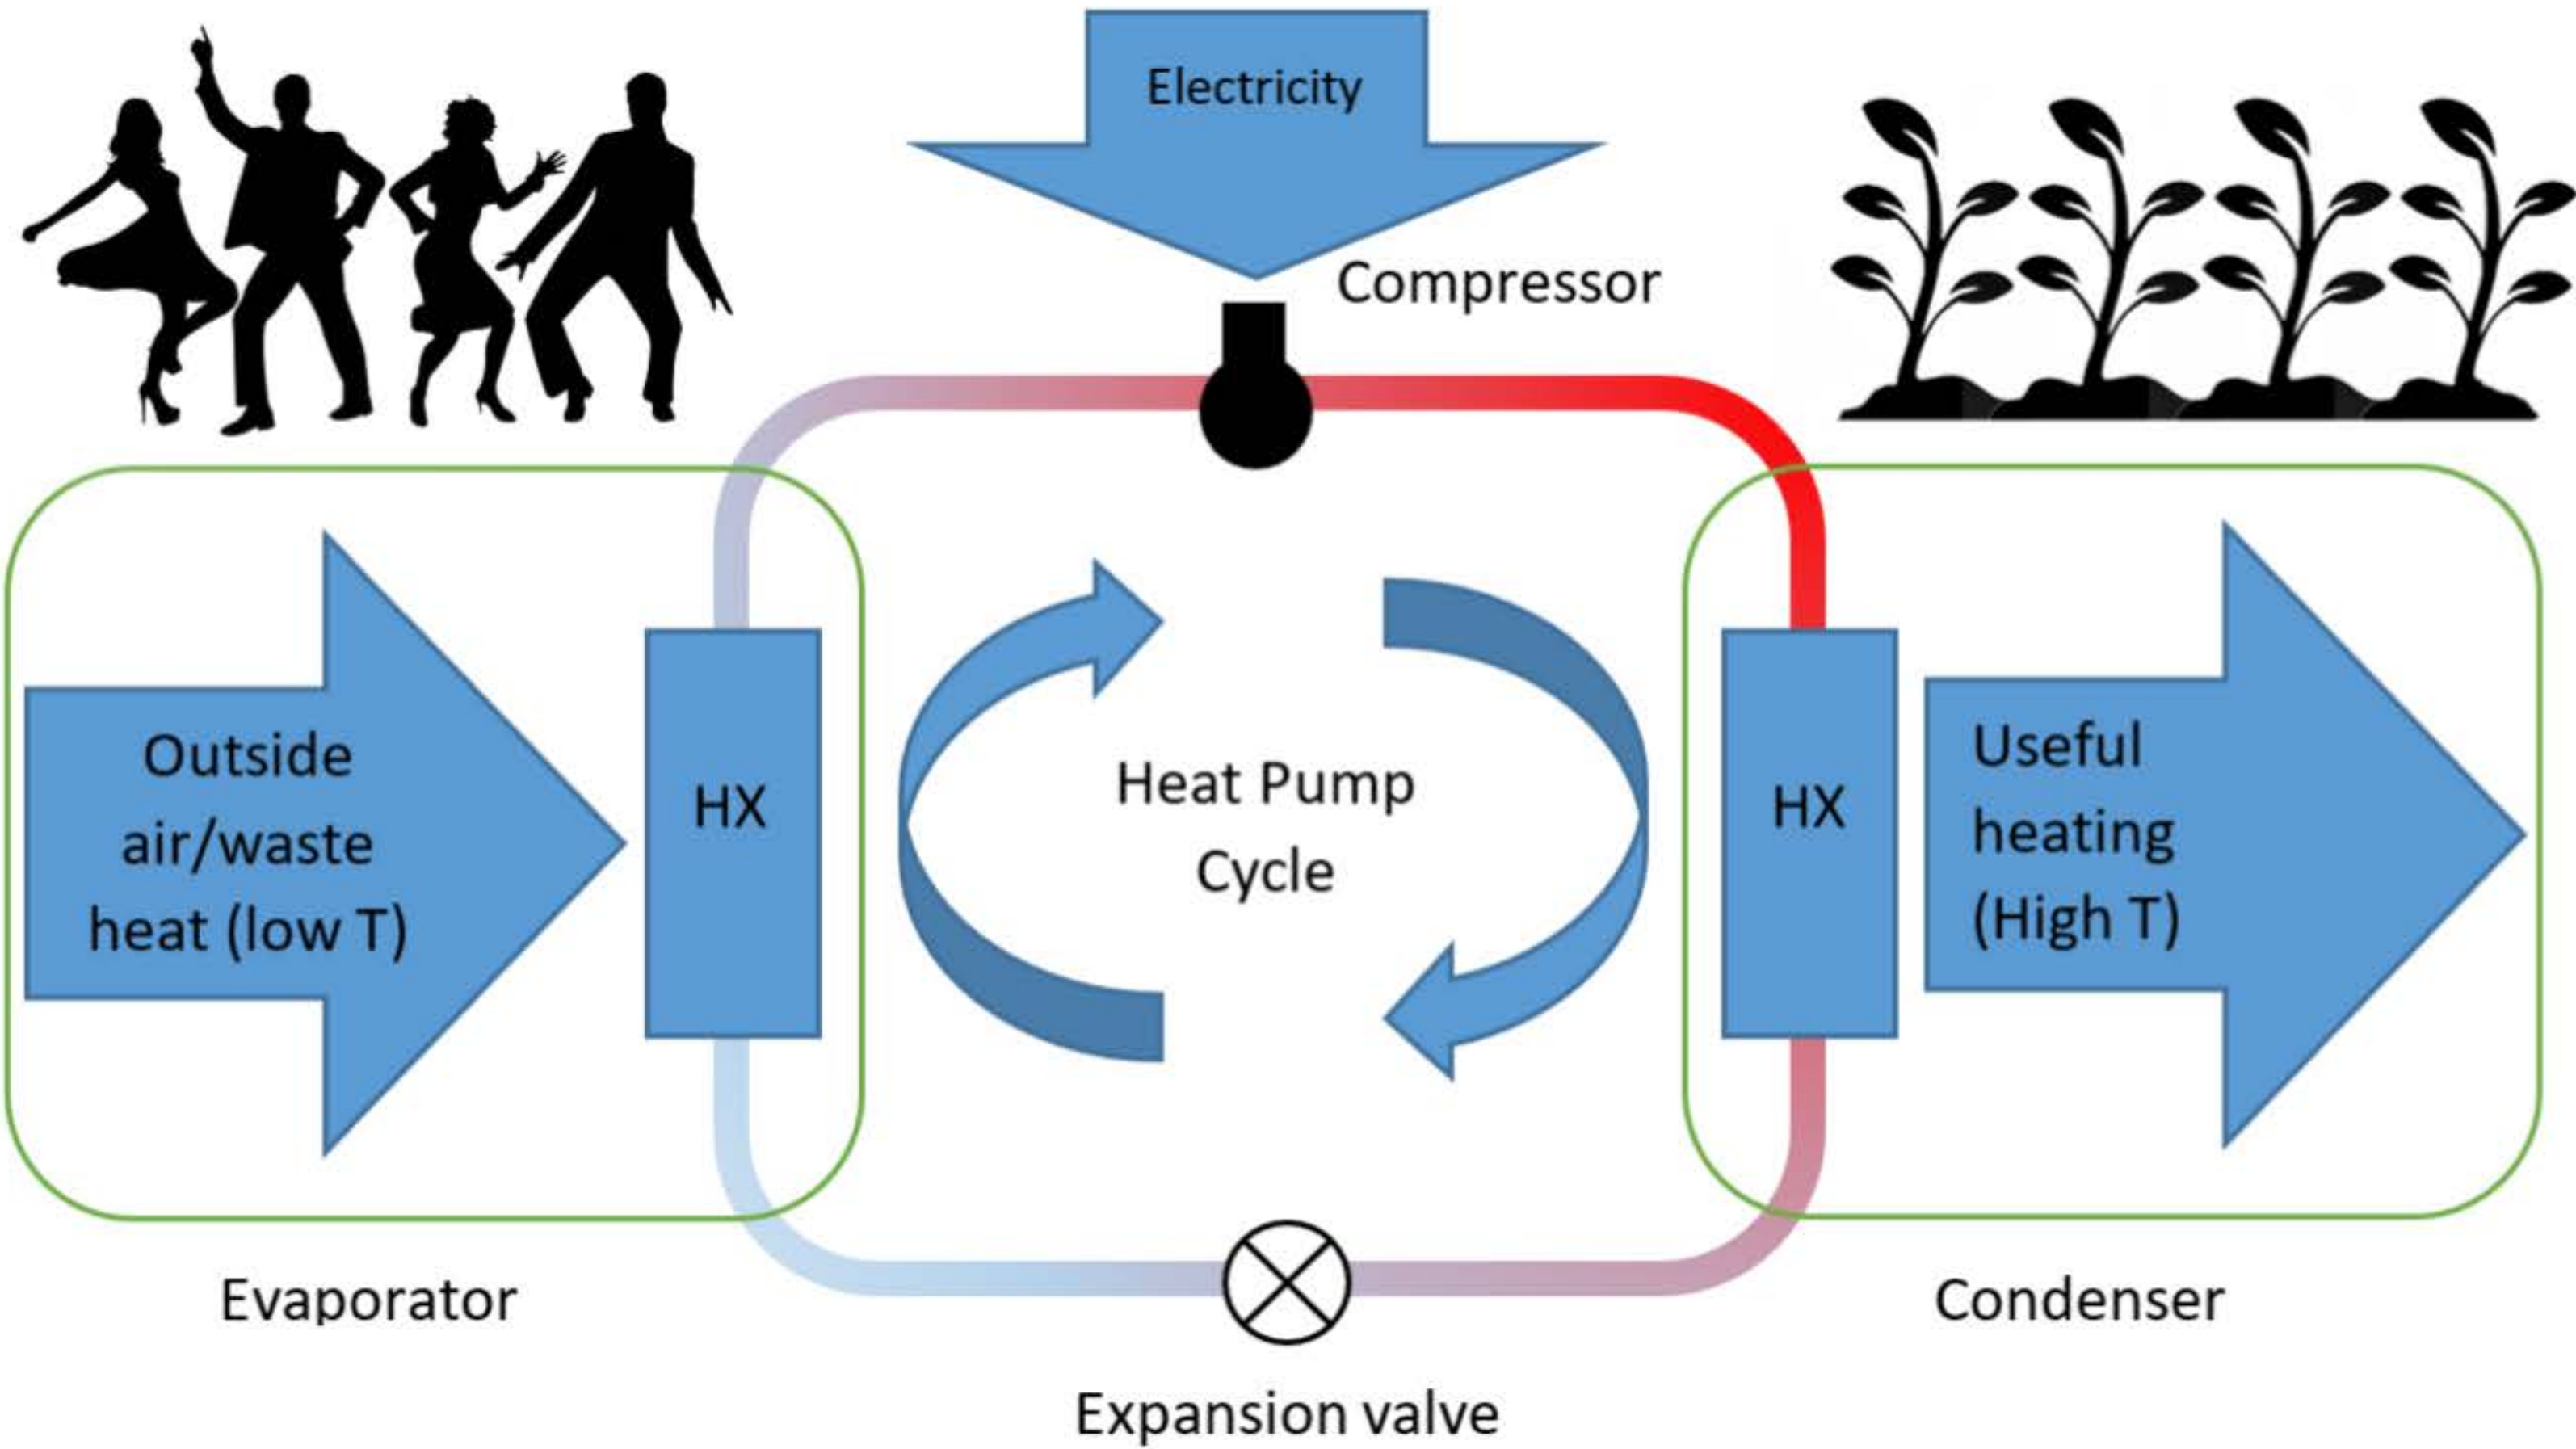 Electricity
Compressor
Outside
air/waste
heat (low T)
HX
Heat Pump
Cycle
HX
Useful
heating
(High T)
Evaporator
Condenser
Expansion valve